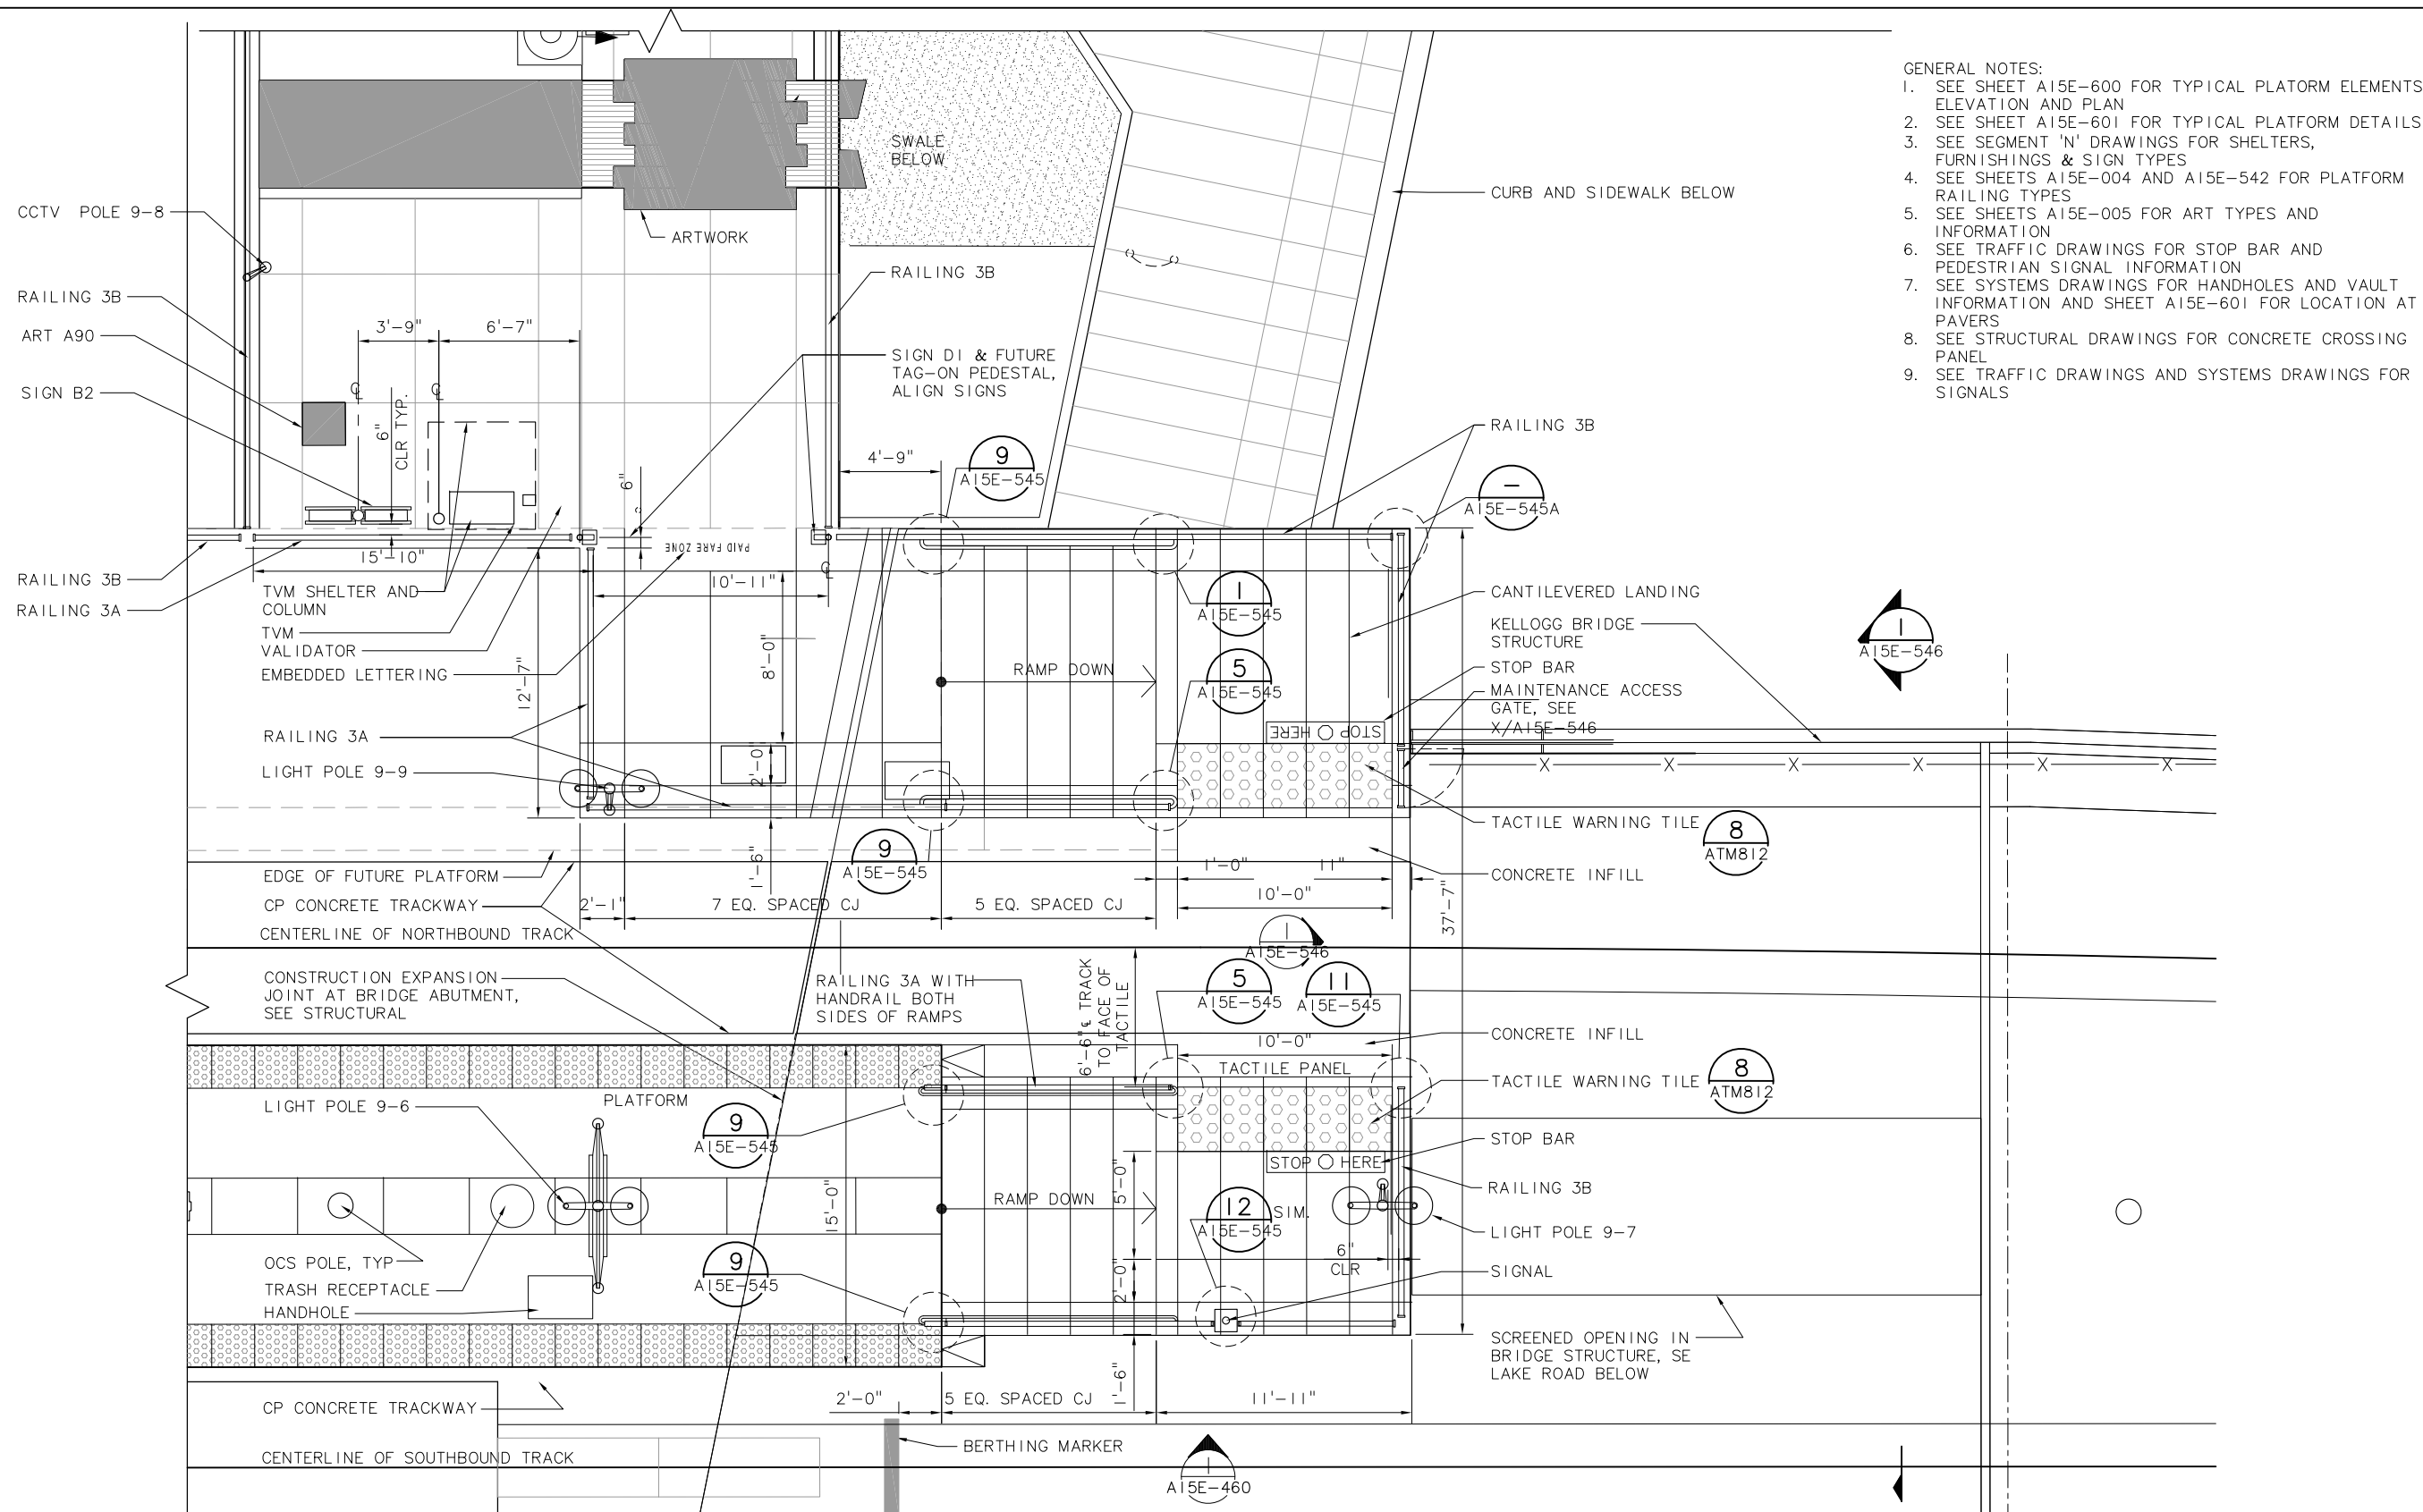 GENERAL NOTES:
1. SEE SHEET A15E-600 FOR TYPICAL PLATORM ELEMENTS
ELEVATION AND PLAN
2. SEE SHEET A15E-601 FOR TYPICAL PLATFORM DETAILS
3. SEE SEGMENT 'N' DRAWINGS FOR SHELTERS,
FURNISHINGS & SIGN TYPES
4. SEE SHEETS A15E-004 AND A15E-542 FOR PLATFORM
RAILING TYPES
5. SEE SHEETS A15E-005 FOR ART TYPES AND
INFORMATION
6. SEE TRAFFIC DRAWINGS FOR STOP BAR AND
PEDESTRIAN SIGNAL INFORMATION
7. SEE SYSTEMS DRAWINGS FOR HANDHOLES AND VAULT
INFORMATION AND SHEET A15E-601 FOR LOCATION AT
PAVERS
8. SEE STRUCTURAL DRAWINGS FOR CONCRETE CROSSING
PANEL
9. SEE TRAFFIC DRAWINGS AND SYSTEMS DRAWINGS FOR
SIGNALS
SWALE
BELOW
CURB AND SIDEWALK BELOW
CCTV POLE 9-8
ARTWORK
RAILING 3B
RAILING 3B
ART A90
SIGN B2
3'-9"
6'-7"
6"
CLR TYP.
SIGN D1 & FUTURE
TAG-ON PEDESTAL,
ALIGN SIGNS
RAILING 3B
4'-9"
9
A15E-545
-
A15E-545A
6"
PAID FARE ZONE
15'-10"
10'-11"
RAILING 3B
RAILING 3A
TVM SHELTER AND
COLUMN
TVM
VALIDATOR
EMBEDDED LETTERING
12'-7"
8'-0"
1
A15E-545
5
A15E-545
RAMP DOWN
CANTILEVERED LANDING
KELLOGG BRIDGE
STRUCTURE
STOP BAR
MAINTENANCE ACCESS
GATE, SEE
X/A15E-546
1
A15E-546
STOP HERE
RAILING 3A
LIGHT POLE 9-9
2'-0"
X X X X X X
TACTILE WARNING TILE
8
ATM812
1'-6"
9
A15E-545
1'-0"
11"
CONCRETE INFILL
EDGE OF FUTURE PLATFORM
CP CONCRETE TRACKWAY
2'-1"
7 EQ. SPACED CJ
5 EQ. SPACED CJ
10'-0"
37'-7"
CENTERLINE OF NORTHBOUND TRACK
1
A15E-546
CONSTRUCTION EXPANSION
JOINT AT BRIDGE ABUTMENT,
SEE STRUCTURAL
RAILING 3A WITH
HANDRAIL BOTH
SIDES OF RAMPS
6'-6" ℄ TRACK
TO FACE OF
TACTILE
5
A15E-545
11
A15E-545
CONCRETE INFILL
10'-0"
TACTILE PANEL
TACTILE WARNING TILE
8
ATM812
LIGHT POLE 9-6
PLATFORM
9
A15E-545
STOP BAR
STOP HERE
5'-0"
RAILING 3B
RAMP DOWN
15'-0"
12
A15E-545
SIM.
LIGHT POLE 9-7
6"
CLR
OCS POLE, TYP
TRASH RECEPTACLE
HANDHOLE
9
A15E-545
2'-0"
SIGNAL
SCREENED OPENING IN
BRIDGE STRUCTURE, SE
LAKE ROAD BELOW
CP CONCRETE TRACKWAY
2'-0"
5 EQ. SPACED CJ
1'-6"
11'-11"
BERTHING MARKER
CENTERLINE OF SOUTHBOUND TRACK
1
A15E-460